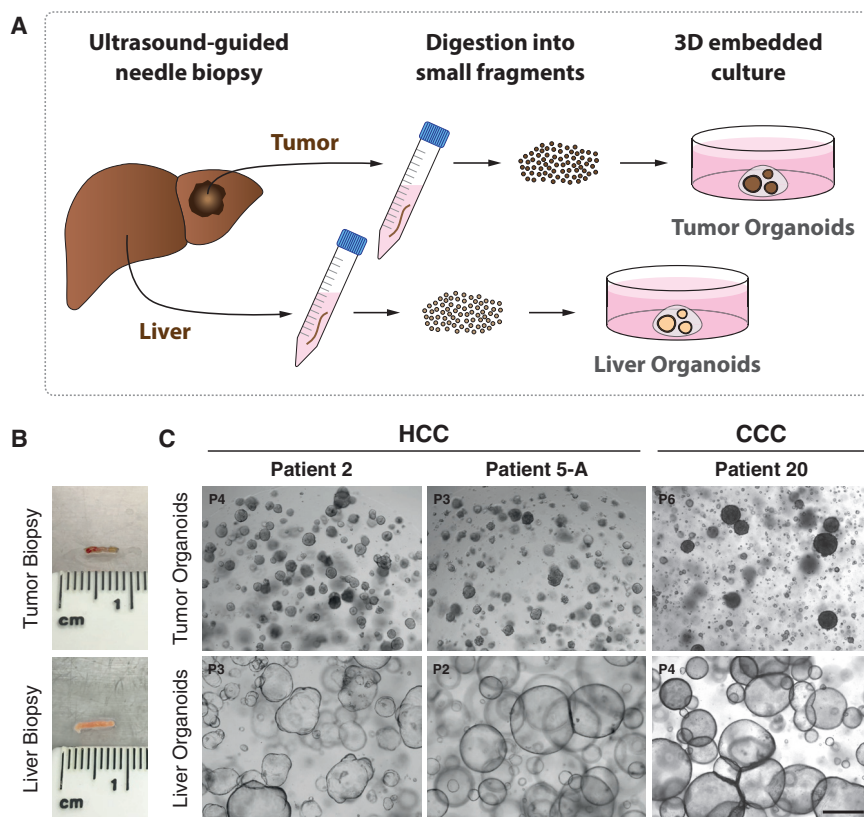 A
Ultrasound-guided
needle biopsy
Digestion into
small fragments
3D embedded
culture
Tumor
Tumor Organoids
Liver
Liver Organoids
B
C
HCC
CCC
Patient 2
Patient 5-A
Patient 20
Tumor Biopsy
1
cm
Tumor Organoids
P4
P3
P6
Liver Biopsy
1
cm
Liver Organoids
P3
P2
P4